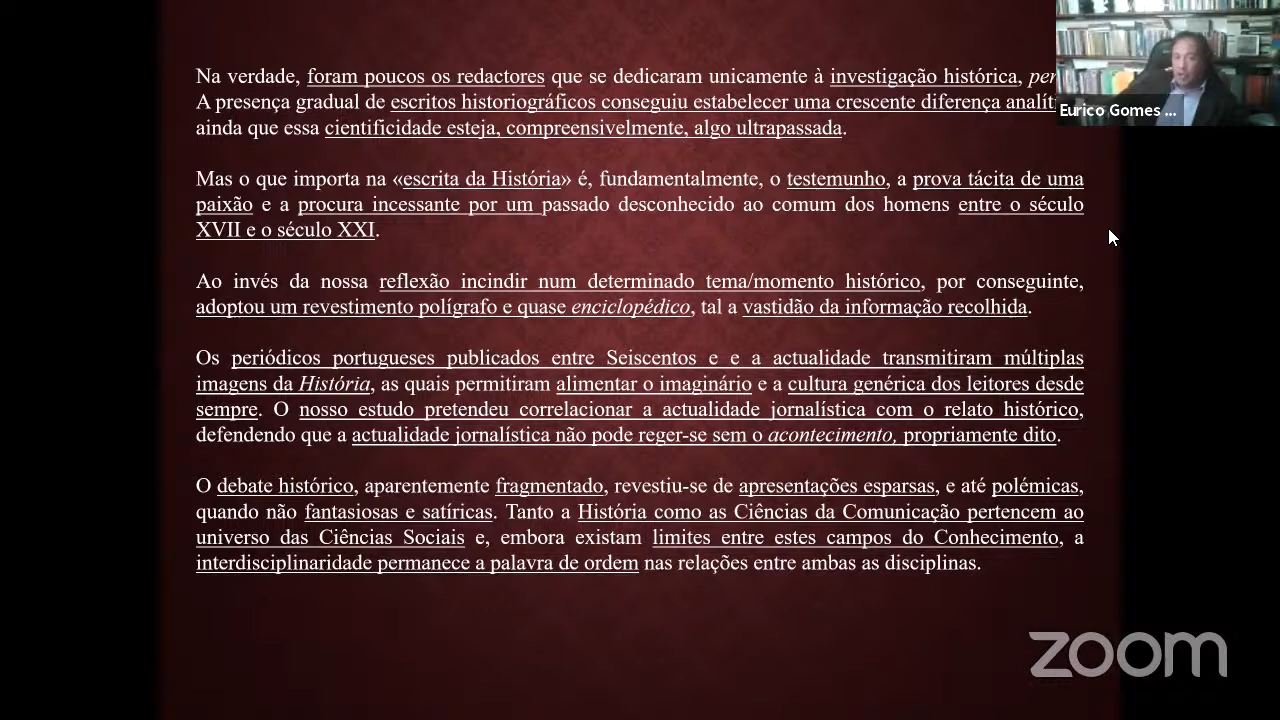 Na verdade, foram poucos os redactores que se dedicaram unicamente à investigação histórica,
A presença gradual de escritos historiográficos conseguiu estabelecer uma crescente diferença
ainda que essa cientificidade esteja, compreensivelmente, algo ultrapassada.
Mas o que importa na «escrita da História» é, fundamentalmente, o testemunho, a prova tácita de uma
paixão e a procura incessante por um passado desconhecido ao comum dos homens entre o século
XVII e o século XXI.
Ao invés da nossa reflexão incindir num determinado tema/momento histórico, por conseguinte,
adoptou um revestimento polígrafo e quase enciclopédico, tal a vastidão da informação recolhida.
Os periódicos portugueses publicados entre Seiscentos e e a actualidade transmitiram múltiplas
imagens da História, as quais permitiram alimentar o imaginário e a cultura genérica dos leitores desde
sempre. O nosso estudo pretendeu correlacionar a actualidade jornalística com o relato histórico,
defendendo que a actualidade jornalística não pode reger-se sem o acontecimento, propriamente dito.
O debate histórico, aparentemente fragmentado, revestiu-se de apresentações esparsas, e até polémicas,
quando não fantasiosas e satíricas. Tanto a História como as Ciências da Comunicação pertencem ao
universo das Ciências Sociais e, embora existam limites entre estes campos do Conhecimento, a
interdisciplinaridade permanece a palavra de ordem nas relações entre ambas as disciplinas.
Eurico Gomes ...
zoom